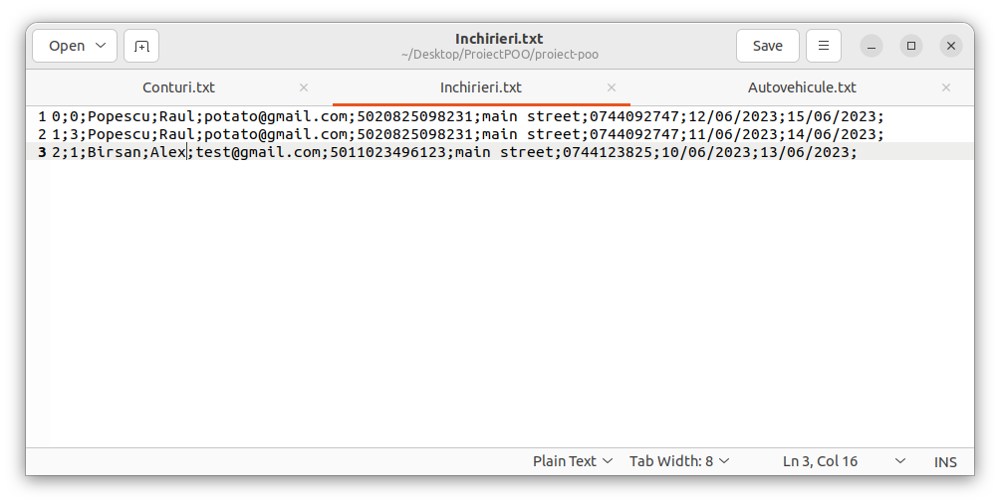 Open
Inchirieri.txt
~/Desktop/ProiectPOO/proiect-poo
Save
Conturi.txt
Inchirieri.txt
Autovehicule.txt
1 0;0;Popescu;Raul;potato@gmail.com;5020825098231;main street;0744092747;12/06/2023;15/06/2023;
2 1;3;Popescu;Raul;potato@gmail.com;5020825098231;main street;0744092747;11/06/2023;14/06/2023;
3 2;1;Birsan;Alex;test@gmail.com;5011023496123;main street;0744123825;10/06/2023;13/06/2023;
Plain Text
Tab Width: 8
Ln 3, Col 16
INS